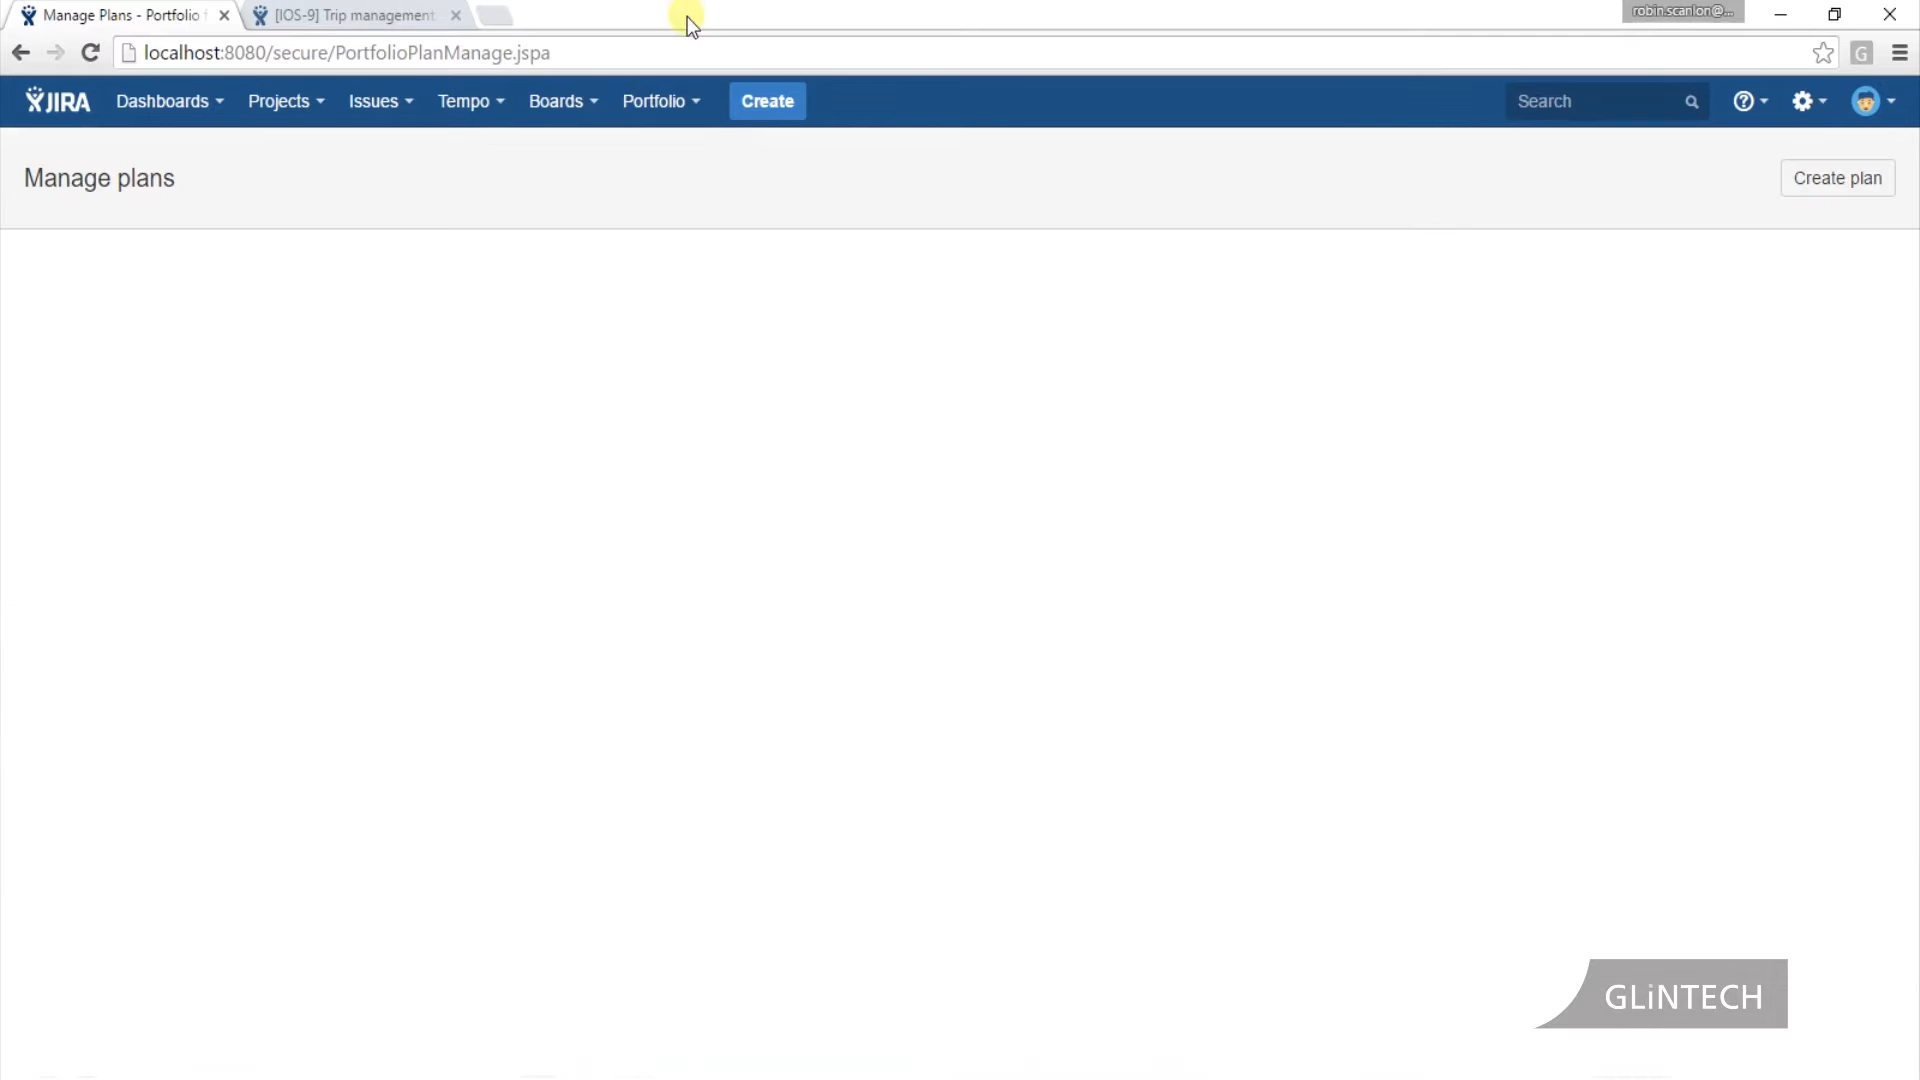 Manage Plans - Portfolio
[IOS-9] Trip management
robin.scanlon@...
localhost:8080/secure/PortfolioPlanManage.jspa
G
JIRA
Dashboards
Projects
Issues
Tempo
Boards
Portfolio
Create
Search
?
Manage plans
Create plan
GLiNTECH